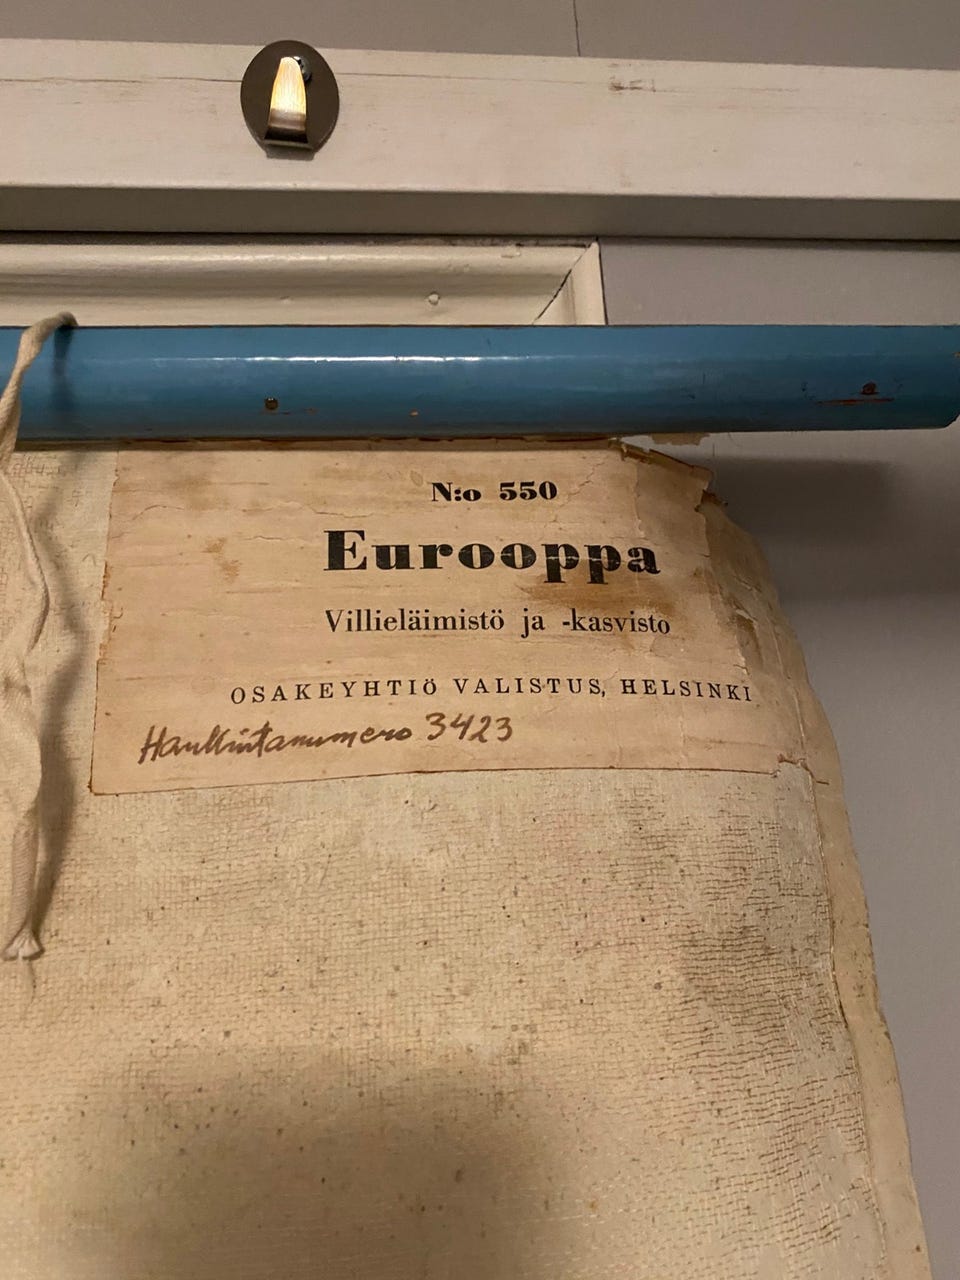 N:o 550
Eurooppa
Villieläimistö ja -kasvisto
OSAKEYHTIÖ VALISTUS, HELSINKI
Hankintanumero 3423